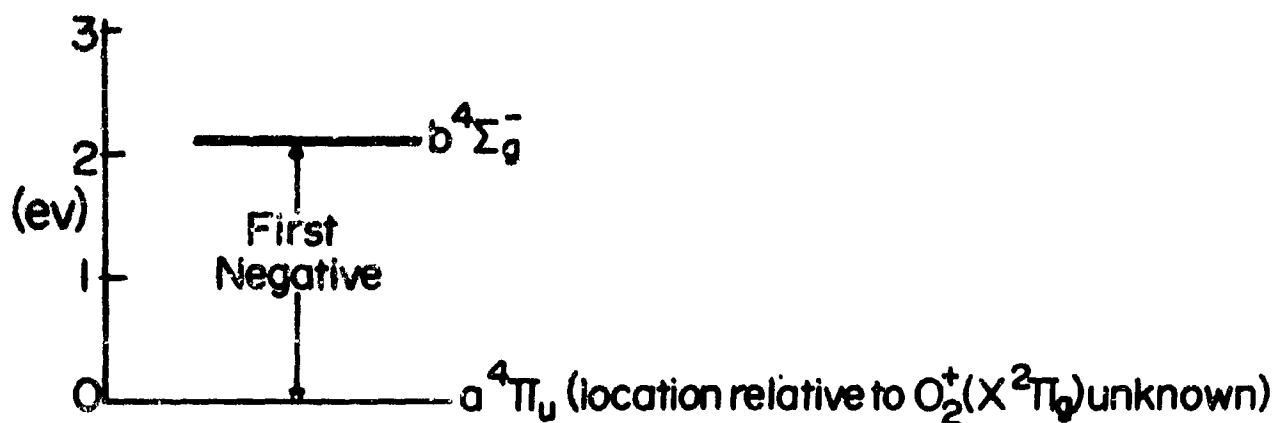 3
b⁴Σg⁻
2
(ev)
First
Negative
1
0
a⁴Πu (location relative to O₂⁺(X²Πg) unknown)